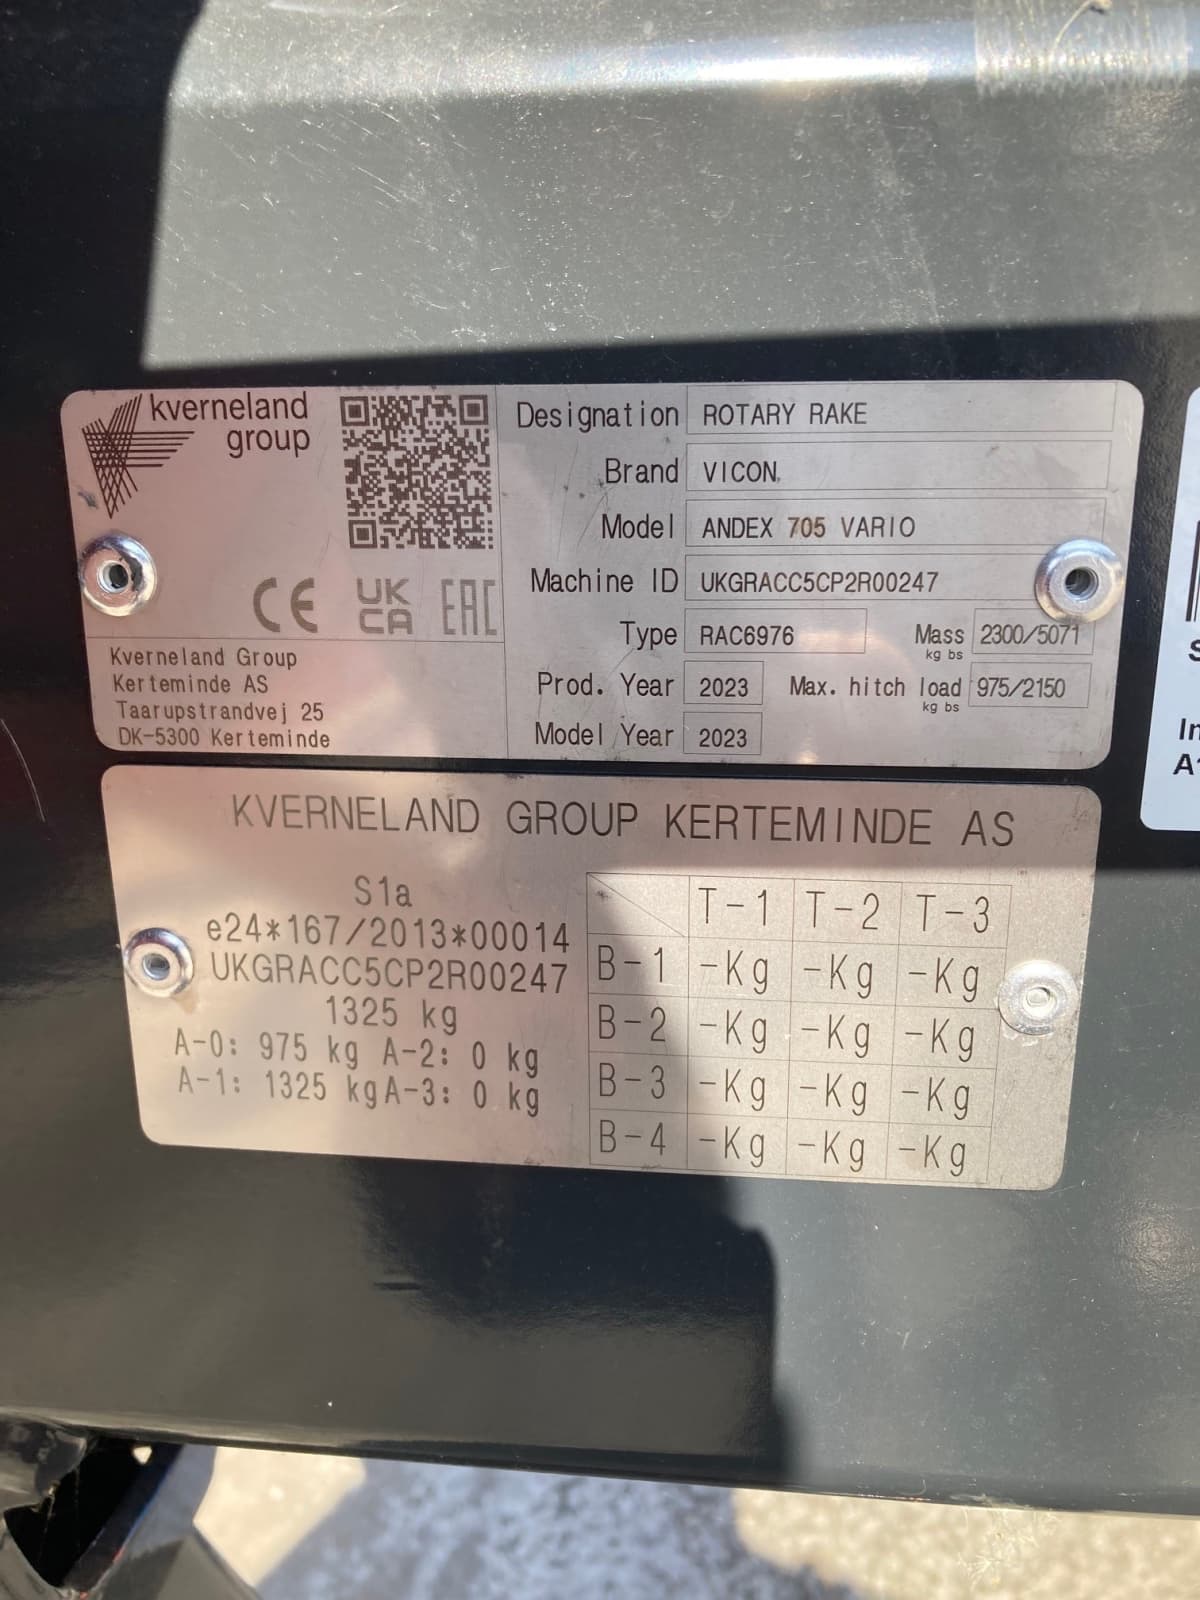 kverneland
group
CE UK
CA EAC
Kverneland Group
Kerteminde AS
Taarupstrandvej 25
DK-5300 Kerteminde
Designation ROTARY RAKE
Brand VICON
Model ANDEX 705 VARIO
Machine ID UKGRACC5CP2R00247
Type RAC6976 Mass 2300/5071
kg bs
Prod. Year 2023 Max. hitch load 975/2150
kg bs
Model Year 2023
KVERNELAND GROUP KERTEMINDE AS
S1a
e24*167/2013*00014
UKGRACC5CP2R00247
1325 kg
A-0: 975 kg A-2: 0 kg
A-1: 1325 kg A-3: 0 kg
T-1 T-2 T-3
B-1 -Kg -Kg -Kg
B-2 -Kg -Kg -Kg
B-3 -Kg -Kg -Kg
B-4 -Kg -Kg -Kg